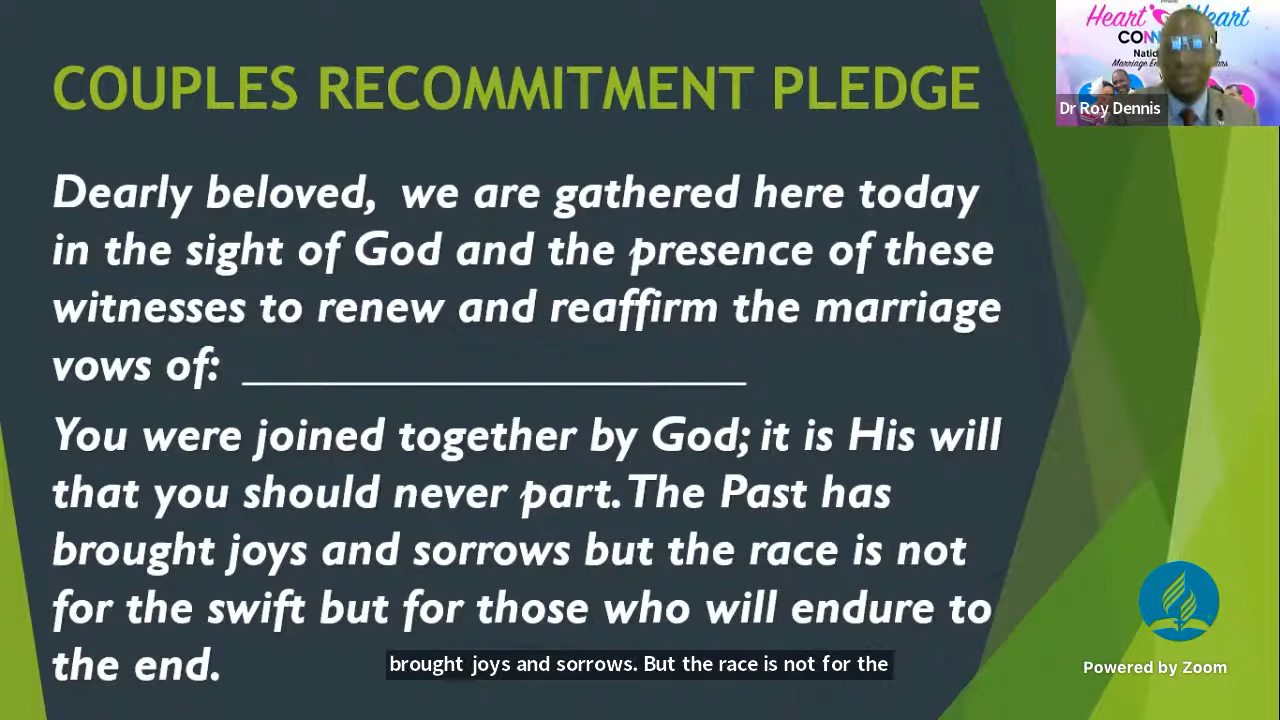 COUPLES RECOMMITMENT PLEDGE
Dearly beloved, we are gathered here today
in the sight of God and the presence of these
witnesses to renew and reaffirm the marriage
vows of: ______________________
You were joined together by God; it is His will
that you should never part. The Past has
brought joys and sorrows but the race is not
for the swift but for those who will endure to
the end.
brought joys and sorrows. But the race is not for the
Heart
Dr Roy Dennis
Powered by Zoom